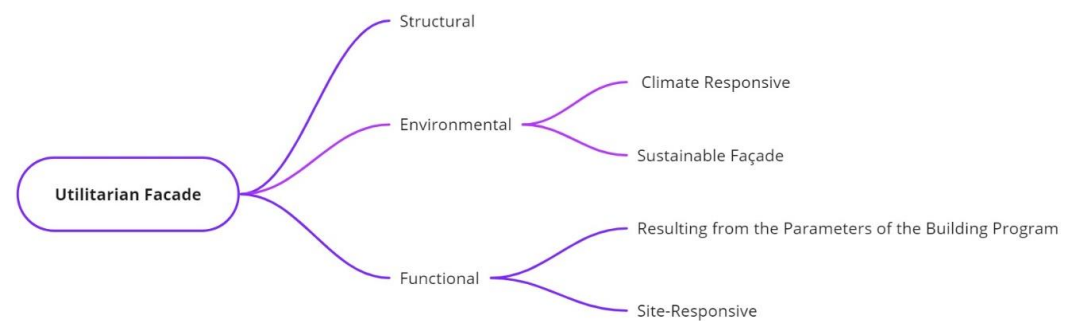 Structural
Climate Responsive
Environmental
Sustainable Façade
Utilitarian Facade
Resulting from the Parameters of the Building Program
Functional
Site-Responsive